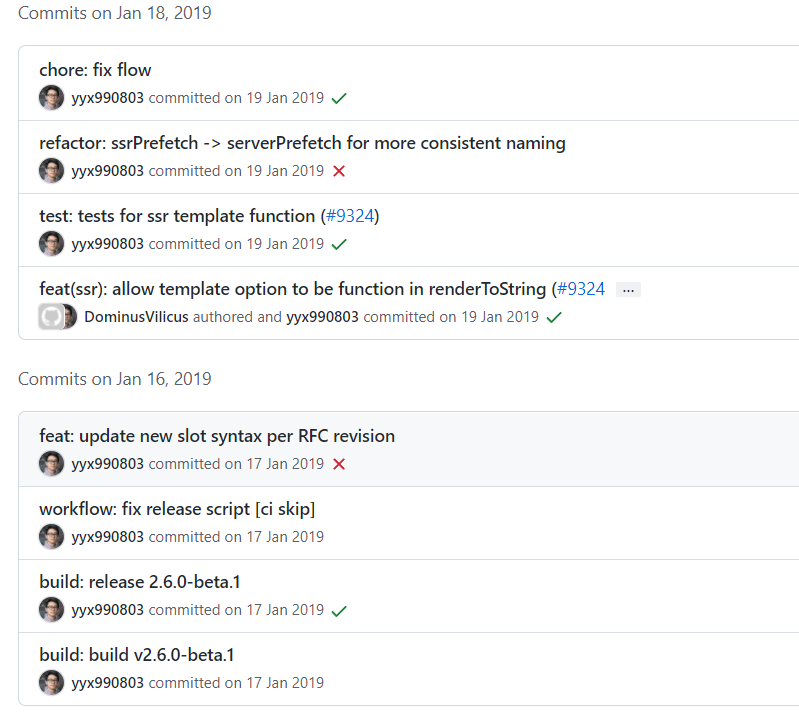 Commits on Jan 18, 2019
chore: fix flow
yyx990803 committed on 19 Jan 2019
refactor: ssrPrefetch -> serverPrefetch for more consistent naming
yyx990803 committed on 19 Jan 2019
test: tests for ssr template function (#9324)
yyx990803 committed on 19 Jan 2019
feat(ssr): allow template option to be function in renderToString (#9324 ...
DominusVilicus authored and yyx990803 committed on 19 Jan 2019
Commits on Jan 16, 2019
feat: update new slot syntax per RFC revision
yyx990803 committed on 17 Jan 2019
workflow: fix release script [ci skip]
yyx990803 committed on 17 Jan 2019
build: release 2.6.0-beta.1
yyx990803 committed on 17 Jan 2019
build: build v2.6.0-beta.1
yyx990803 committed on 17 Jan 2019